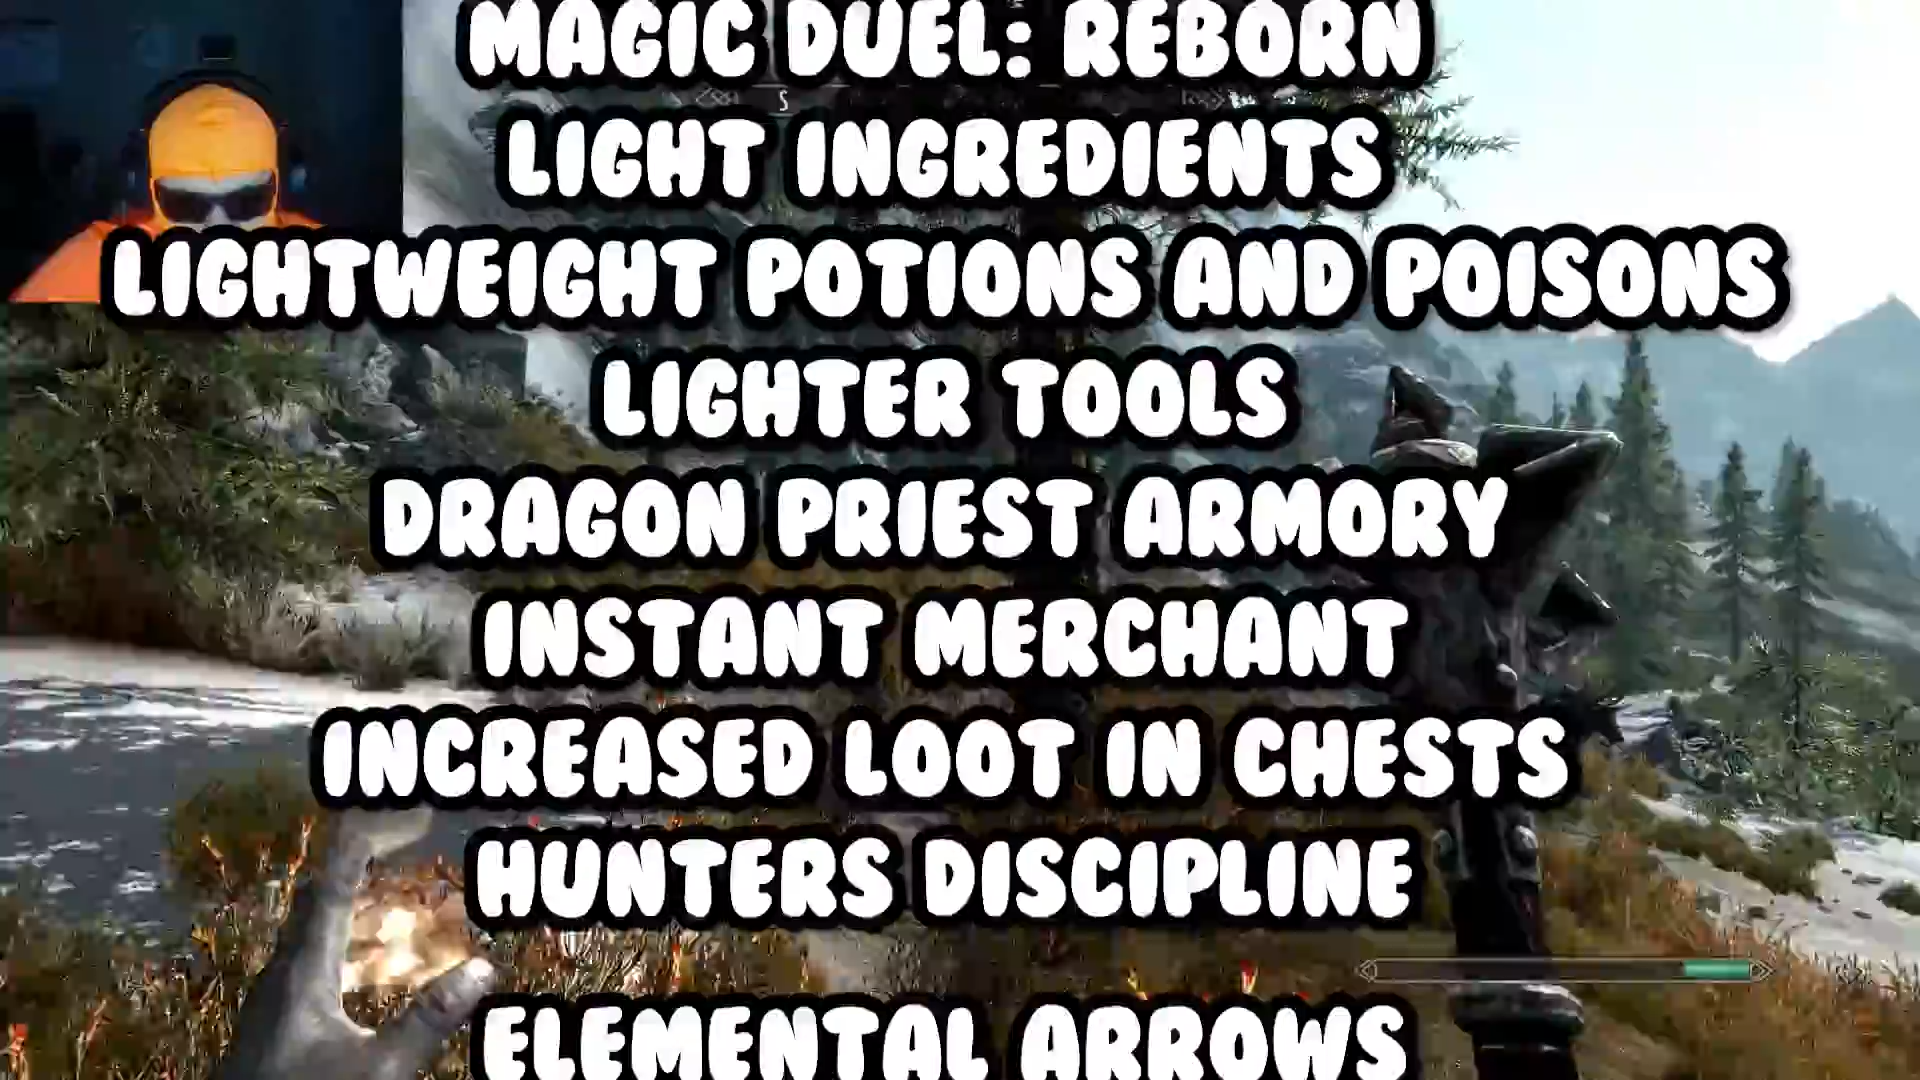 MAGIC DUEL: REBORN
S
LIGHT INGREDIENTS
LIGHTWEIGHT POTIONS AND POISONS
LIGHTER TOOLS
DRAGON PRIEST ARMORY
INSTANT MERCHANT
INCREASED LOOT IN CHESTS
HUNTERS DISCIPLINE
ELEMENTAL ARROWS